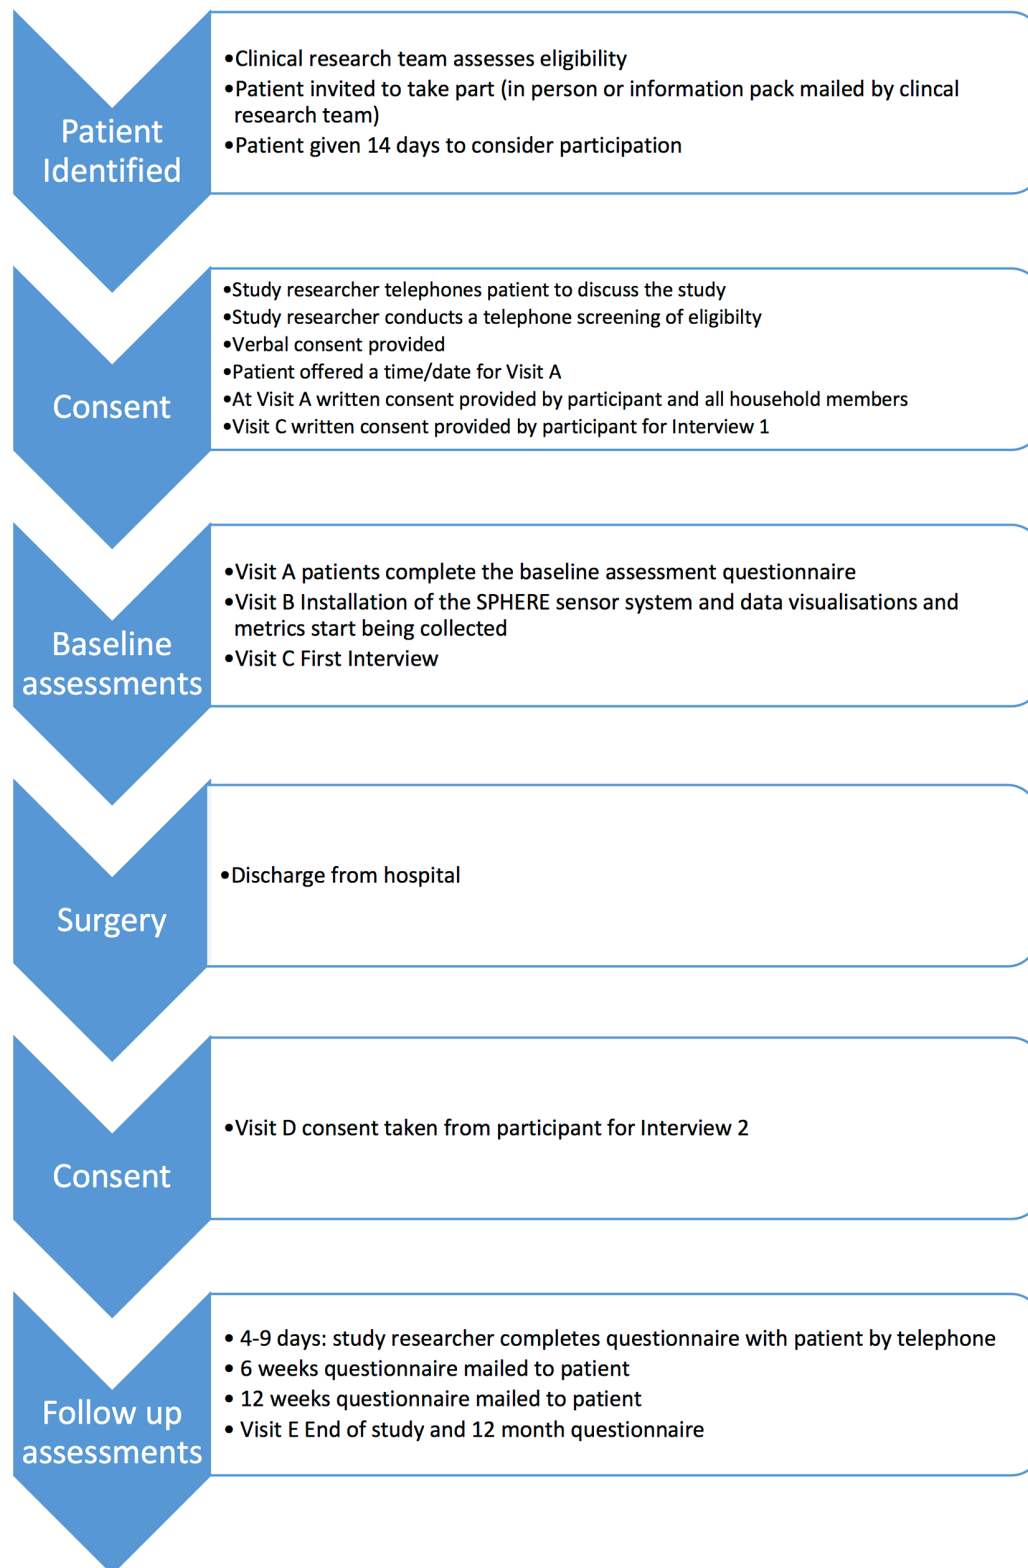 Patient
Identified
•Clinical research team assesses eligibility
•Patient invited to take part (in person or information pack mailed by clincal
research team)
•Patient given 14 days to consider participation
Consent
•Study researcher telephones patient to discuss the study
•Study researcher conducts a telephone screening of eligibilty
•Verbal consent provided
•Patient offered a time/date for Visit A
•At Visit A written consent provided by participant and all household members
•Visit C written consent provided by participant for Interview 1
Baseline
assessments
•Visit A patients complete the baseline assessment questionnaire
•Visit B Installation of the SPHERE sensor system and data visualisations and
metrics start being collected
•Visit C First Interview
Surgery
•Discharge from hospital
Consent
•Visit D consent taken from participant for Interview 2
Follow up
assessments
• 4-9 days: study researcher completes questionnaire with patient by telephone
• 6 weeks questionnaire mailed to patient
• 12 weeks questionnaire mailed to patient
• Visit E End of study and 12 month questionnaire